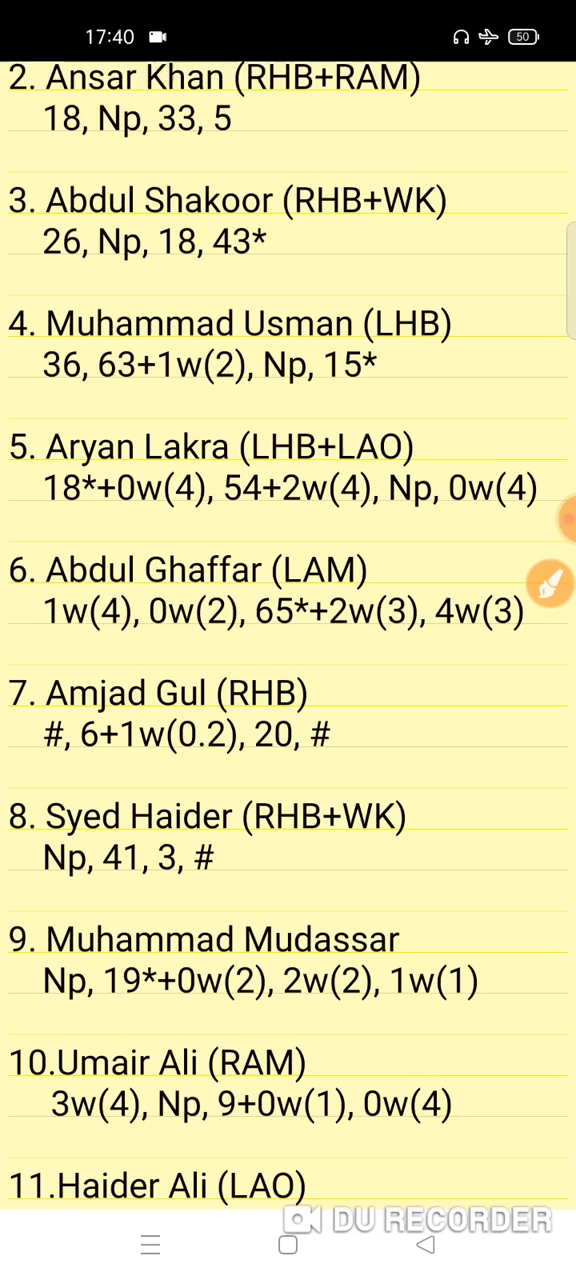 17:40
50
2. Ansar Khan (RHB+RAM)
18, Np, 33, 5
3. Abdul Shakoor (RHB+WK)
26, Np, 18, 43*
4. Muhammad Usman (LHB)
36, 63+1w(2), Np, 15*
5. Aryan Lakra (LHB+LAO)
18*+0w(4), 54+2w(4), Np, 0w(4)
6. Abdul Ghaffar (LAM)
1w(4), 0w(2), 65*+2w(3), 4w(3)
7. Amjad Gul (RHB)
#, 6+1w(0.2), 20, #
8. Syed Haider (RHB+WK)
Np, 41, 3, #
9. Muhammad Mudassar
Np, 19*+0w(2), 2w(2), 1w(1)
10.Umair Ali (RAM)
3w(4), Np, 9+0w(1), 0w(4)
11.Haider Ali (LAO)
DU RECORDER